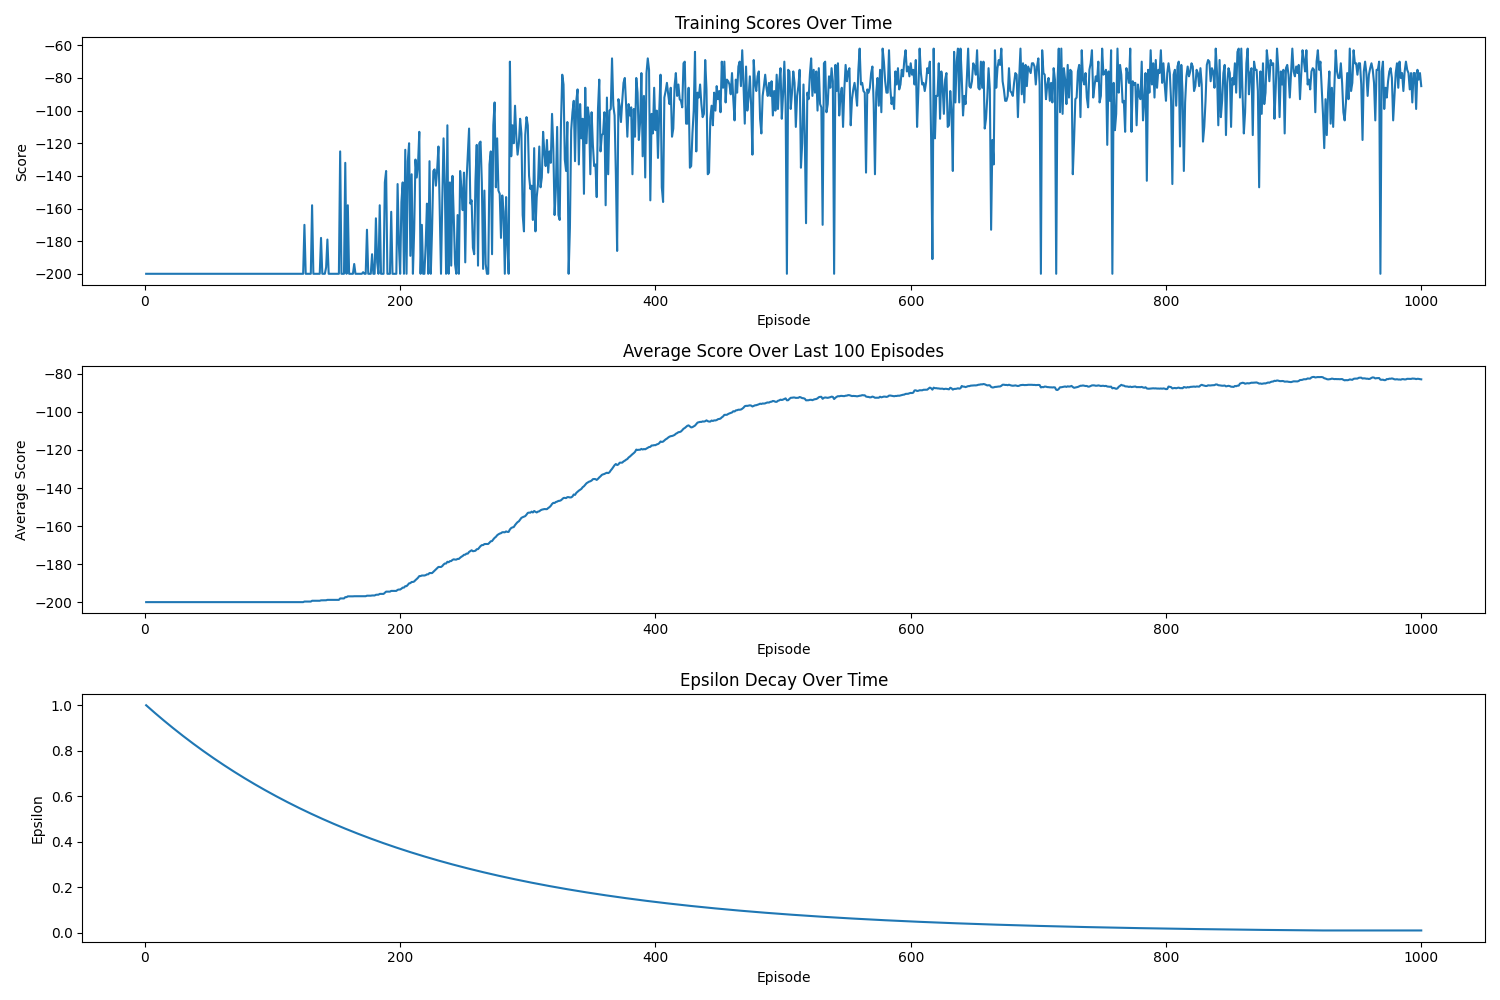 Training Scores Over Time
Score
−60
−80
−100
−120
−140
−160
−180
−200
0 200 400 600 800 1000
Episode
Average Score Over Last 100 Episodes
Average Score
−80
−100
−120
−140
−160
−180
−200
0 200 400 600 800 1000
Episode
Epsilon Decay Over Time
Epsilon
1.0
0.8
0.6
0.4
0.2
0.0
0 200 400 600 800 1000
Episode